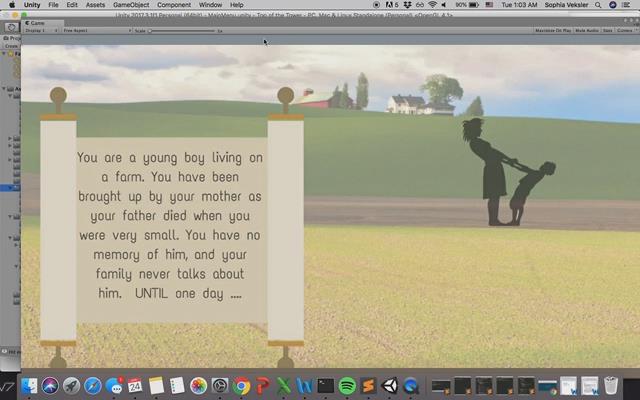 Unity File Edit Assets GameObject Component Window Help 90% Tue 1:03 AM Sophia Veksler
Unity 2017.3.1f1 Personal (64bit) - MainMenu.unity - Top of the Tower - PC, Mac & Linux Standalone (Personal) <OpenGL 4.1>
Game
Display 1 Free Aspect Scale 1x Maximize On Play Mute Audio Stats Gizmos
You are a young boy living on
a farm. You have been
brought up by your mother as
your father died when you
were very small. You have no
memory of him, and your
family never talks about
him. UNTIL one day ....